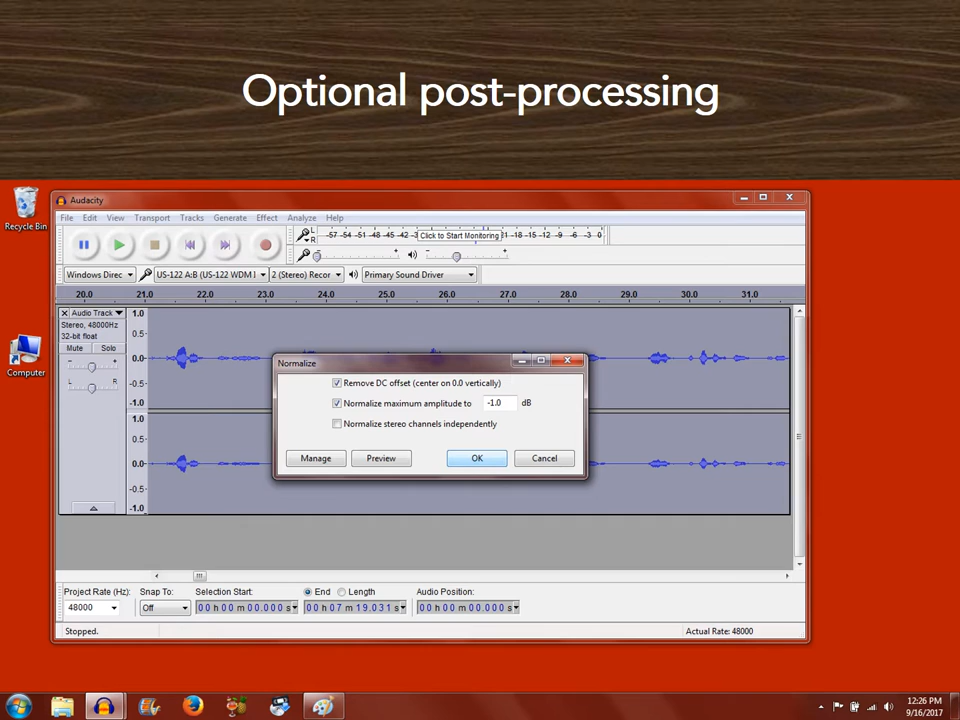 Optional post-processing
Recycle Bin
Computer
Audacity
File Edit View Transport Tracks Generate Effect Analyze Help
L
R
-57 -54 -51 -48 -45 -42 -3 Click to Start Monitoring 21 -18 -15 -12 -9 -6 -3 0
Windows Direc US-122 A:B (US-122 WDM I 2 (Stereo) Recor Primary Sound Driver
20.0 21.0 22.0 23.0 24.0 25.0 26.0 27.0 28.0 29.0 30.0 31.0
Audio Track
Stereo, 48000Hz
32-bit float
Mute Solo
- +
L R
1.0
0.5-
0.0-
-0.5-
-1.0
1.0
0.5-
0.0-
-0.5-
-1.0
Normalize
Remove DC offset (center on 0.0 vertically)
Normalize maximum amplitude to -1.0 dB
Normalize stereo channels independently
Manage Preview OK Cancel
Project Rate (Hz): Snap To: Selection Start: End Length Audio Position:
48000 Off 00 h 00 m 00.000 s 00 h 07 m 19.031 s 00 h 00 m 00.000 s
Stopped. Actual Rate: 48000
12:26 PM
9/16/2017